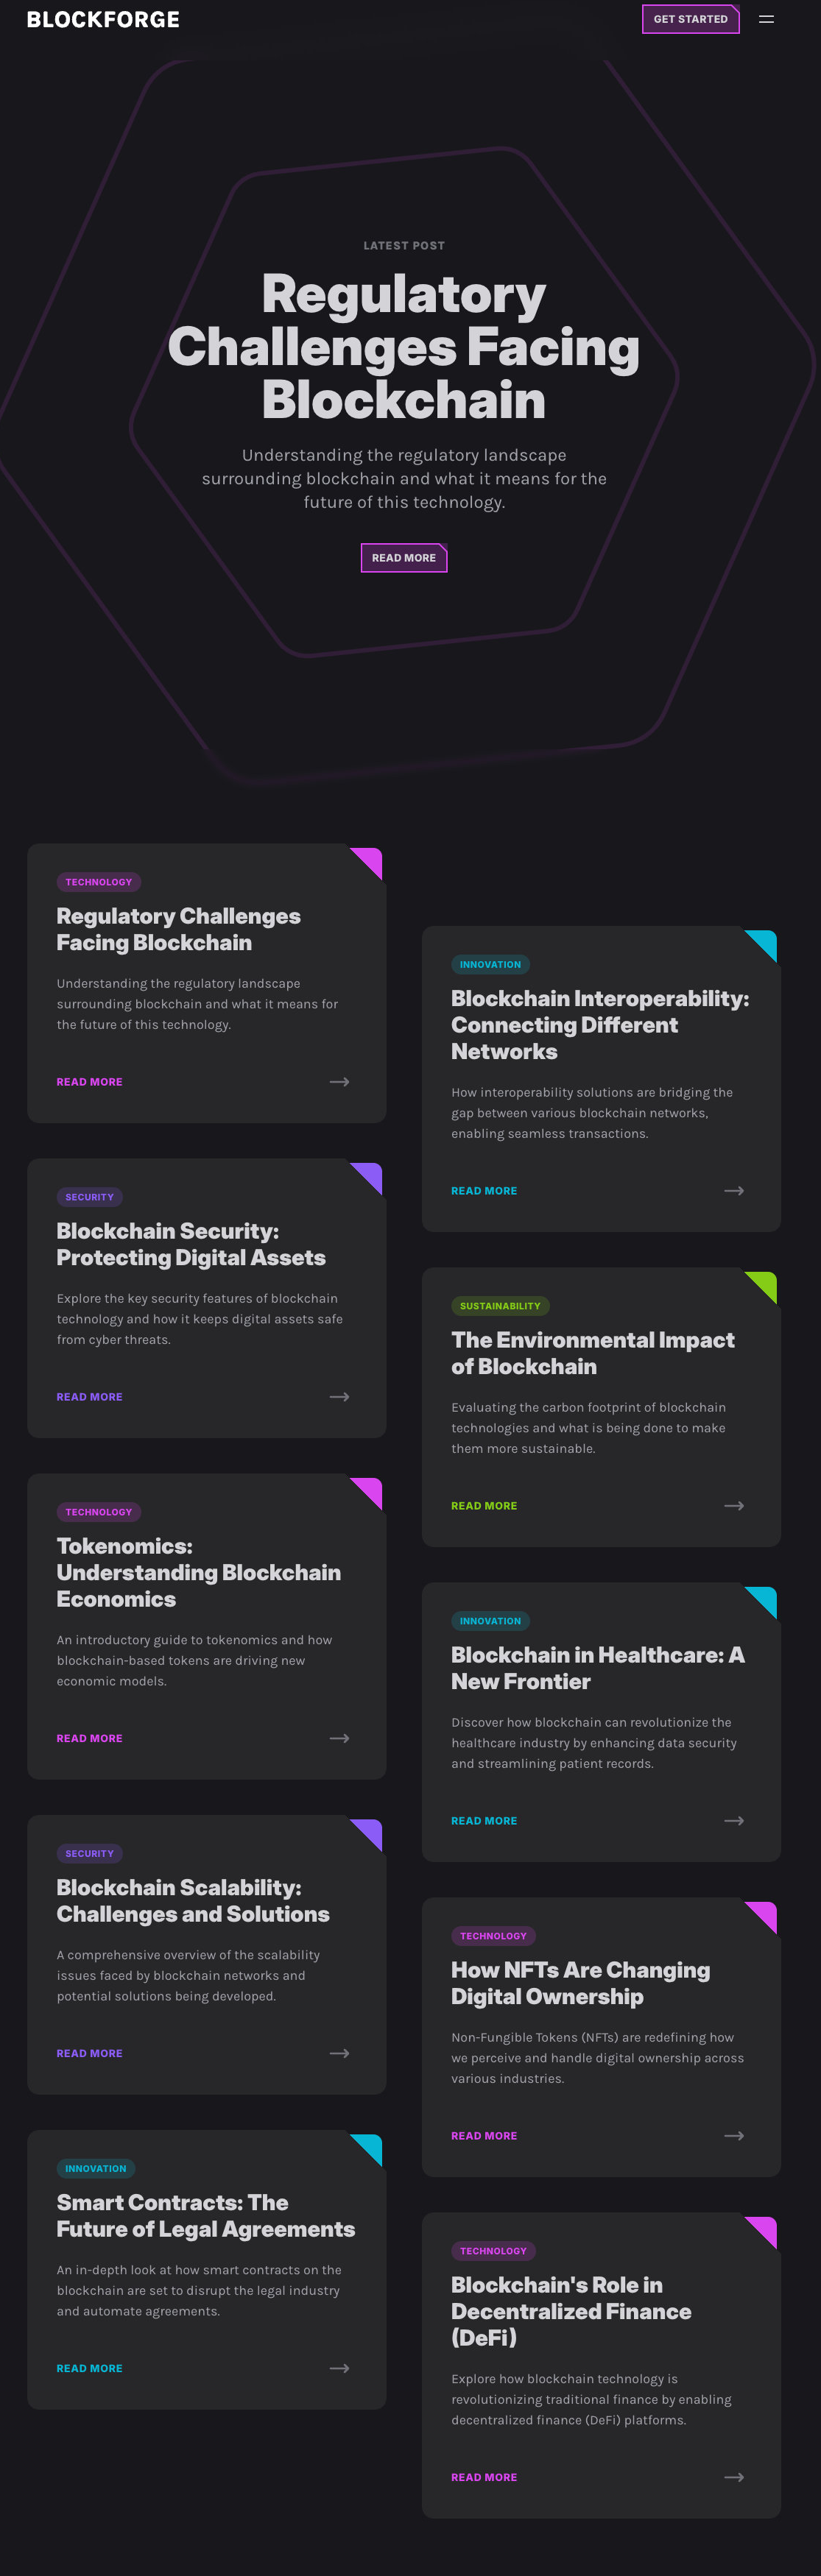 BLOCKFORGE
GET STARTED
LATEST POST
Regulatory
Challenges Facing
Blockchain
Understanding the regulatory landscape
surrounding blockchain and what it means for the
future of this technology.
READ MORE
TECHNOLOGY
Regulatory Challenges
Facing Blockchain
Understanding the regulatory landscape
surrounding blockchain and what it means for
the future of this technology.
READ MORE
SECURITY
Blockchain Security:
Protecting Digital Assets
Explore the key security features of blockchain
technology and how it keeps digital assets safe
from cyber threats.
READ MORE
TECHNOLOGY
Tokenomics:
Understanding Blockchain
Economics
An introductory guide to tokenomics and how
blockchain-based tokens are driving new
economic models.
READ MORE
SECURITY
Blockchain Scalability:
Challenges and Solutions
A comprehensive overview of the scalability
issues faced by blockchain networks and
potential solutions being developed.
READ MORE
INNOVATION
Smart Contracts: The
Future of Legal Agreements
An in-depth look at how smart contracts on the
blockchain are set to disrupt the legal industry
and automate agreements.
READ MORE
INNOVATION
Blockchain Interoperability:
Connecting Different
Networks
How interoperability solutions are bridging the
gap between various blockchain networks,
enabling seamless transactions.
READ MORE
SUSTAINABILITY
The Environmental Impact
of Blockchain
Evaluating the carbon footprint of blockchain
technologies and what is being done to make
them more sustainable.
READ MORE
INNOVATION
Blockchain in Healthcare: A
New Frontier
Discover how blockchain can revolutionize the
healthcare industry by enhancing data security
and streamlining patient records.
READ MORE
TECHNOLOGY
How NFTs Are Changing
Digital Ownership
Non-Fungible Tokens (NFTs) are redefining how
we perceive and handle digital ownership across
various industries.
READ MORE
TECHNOLOGY
Blockchain's Role in
Decentralized Finance
(DeFi)
Explore how blockchain technology is
revolutionizing traditional finance by enabling
decentralized finance (DeFi) platforms.
READ MORE